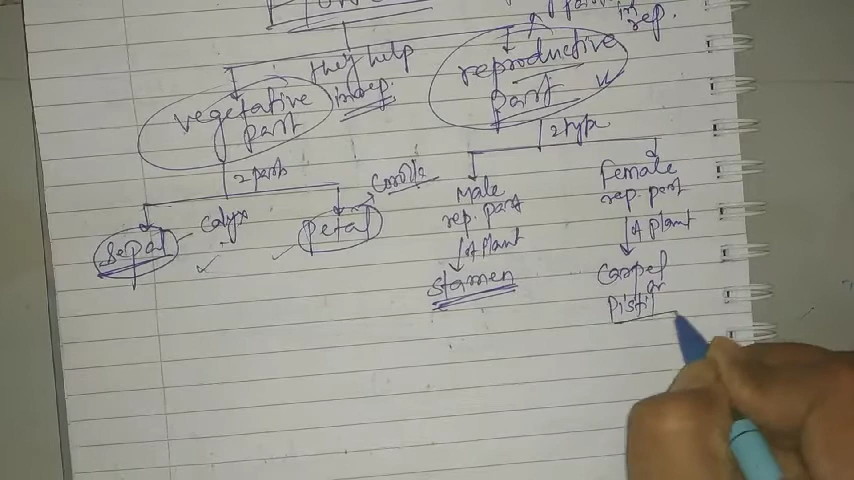 in rep.
they help
in rep.
vegetative
part
reproductive
part
2 type
2 parts
Sepal
Calyx
petal
Male
rep. part
of plant
Stamen
Female
rep. part
of plant
Carpel
or
Pistil